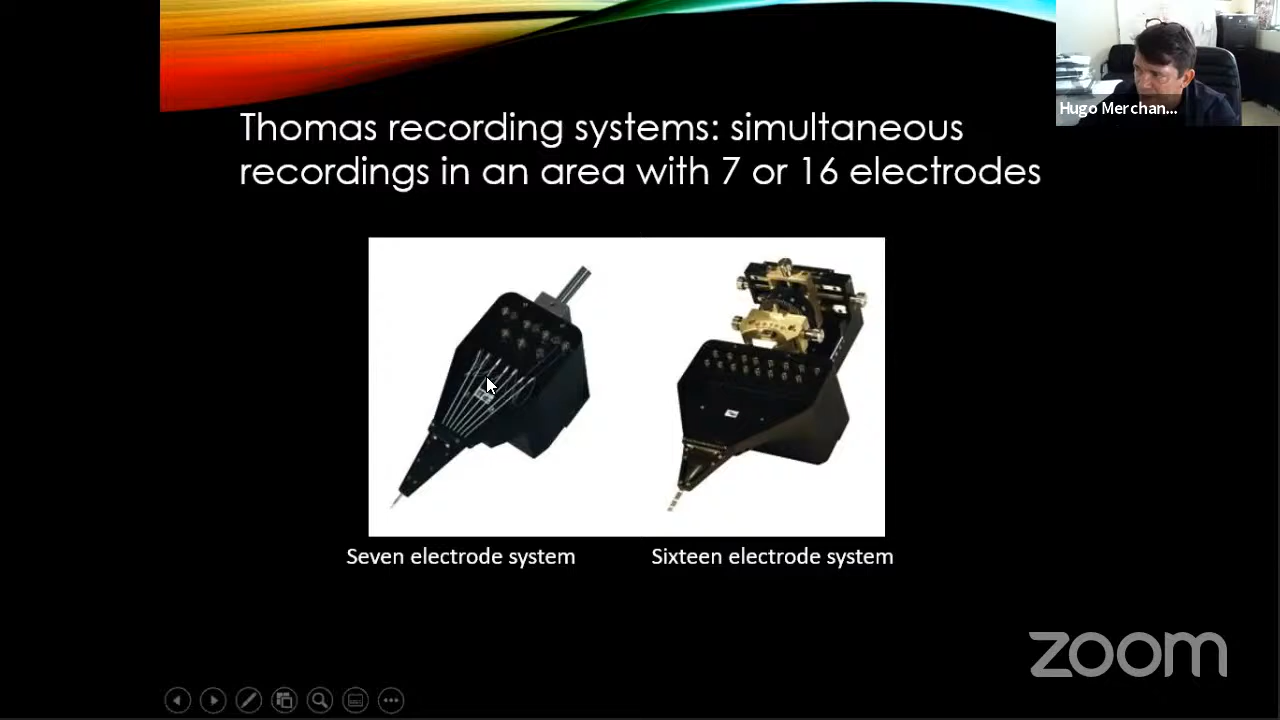 Hugo Merchan...
Thomas recording systems: simultaneous
recordings in an area with 7 or 16 electrodes
Seven electrode system
Sixteen electrode system
zoom